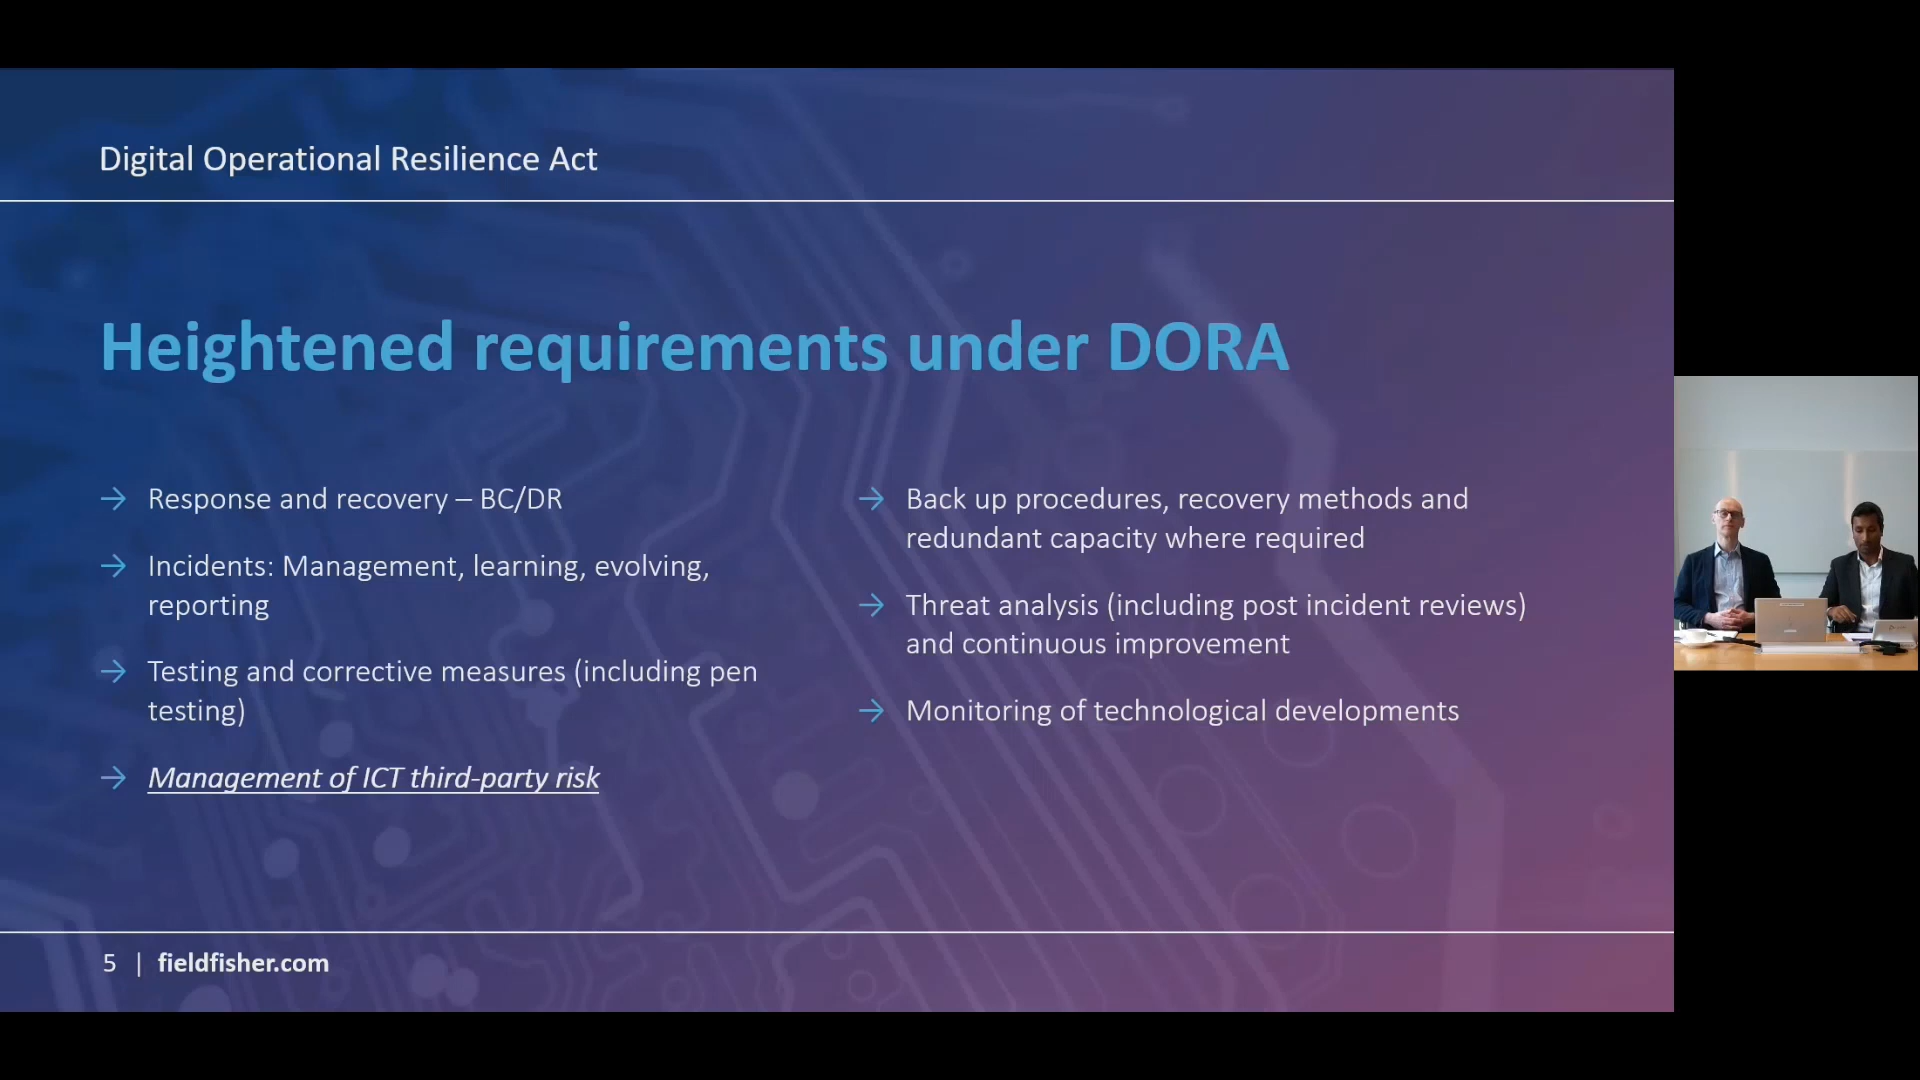 Digital Operational Resilience Act
Heightened requirements under DORA
Response and recovery – BC/DR
Incidents: Management, learning, evolving,
reporting
Testing and corrective measures (including pen
testing)
Management of ICT third-party risk
Back up procedures, recovery methods and
redundant capacity where required
Threat analysis (including post incident reviews)
and continuous improvement
Monitoring of technological developments
5 | fieldfisher.com